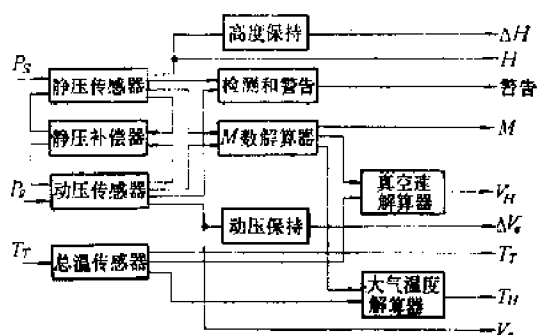 高度保持
ΔH
H
P_S
静压传感器
检测和警告
警告
静压补偿器
M数解算器
M
真空速
解算器
V_H
动压传感器
动压保持
ΔV_e
T_T
总温传感器
T_T
大气温度
解算器
T_H
V_e